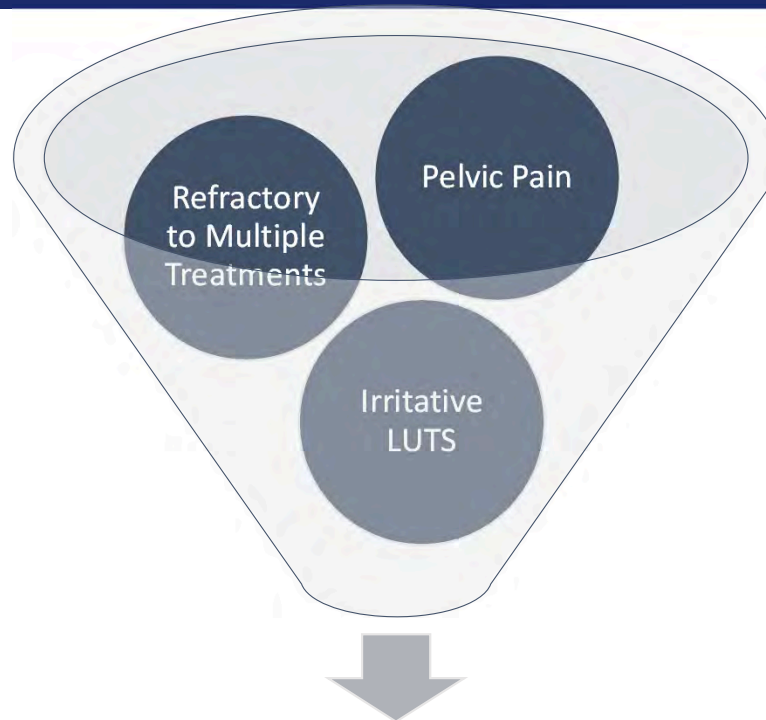 Refractory
to Multiple
Treatments
Pelvic Pain
Irritative
LUTS